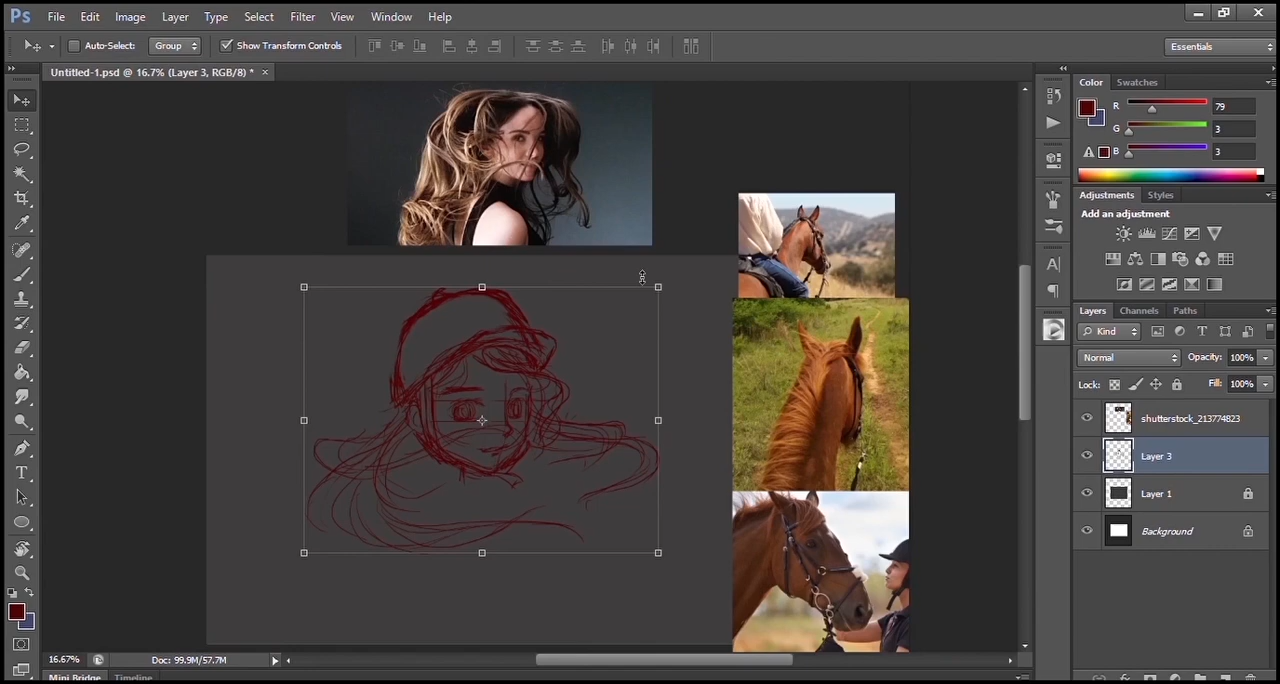 Ps File Edit Image Layer Type Select Filter View Window Help
Auto-Select: Group Show Transform Controls Essentials
Untitled-1.psd @ 16.7% (Layer 3, RGB/8) * ×
Color Swatches
R 79
G 3
B 3
Adjustments Styles
Add an adjustment
Layers Channels Paths
Kind
Normal Opacity: 100%
Lock: Fill: 100%
shutterstock_213774823
Layer 3
Layer 1
Background
16.67% Doc: 99.9M/57.7M
Mini Bridge Timeline